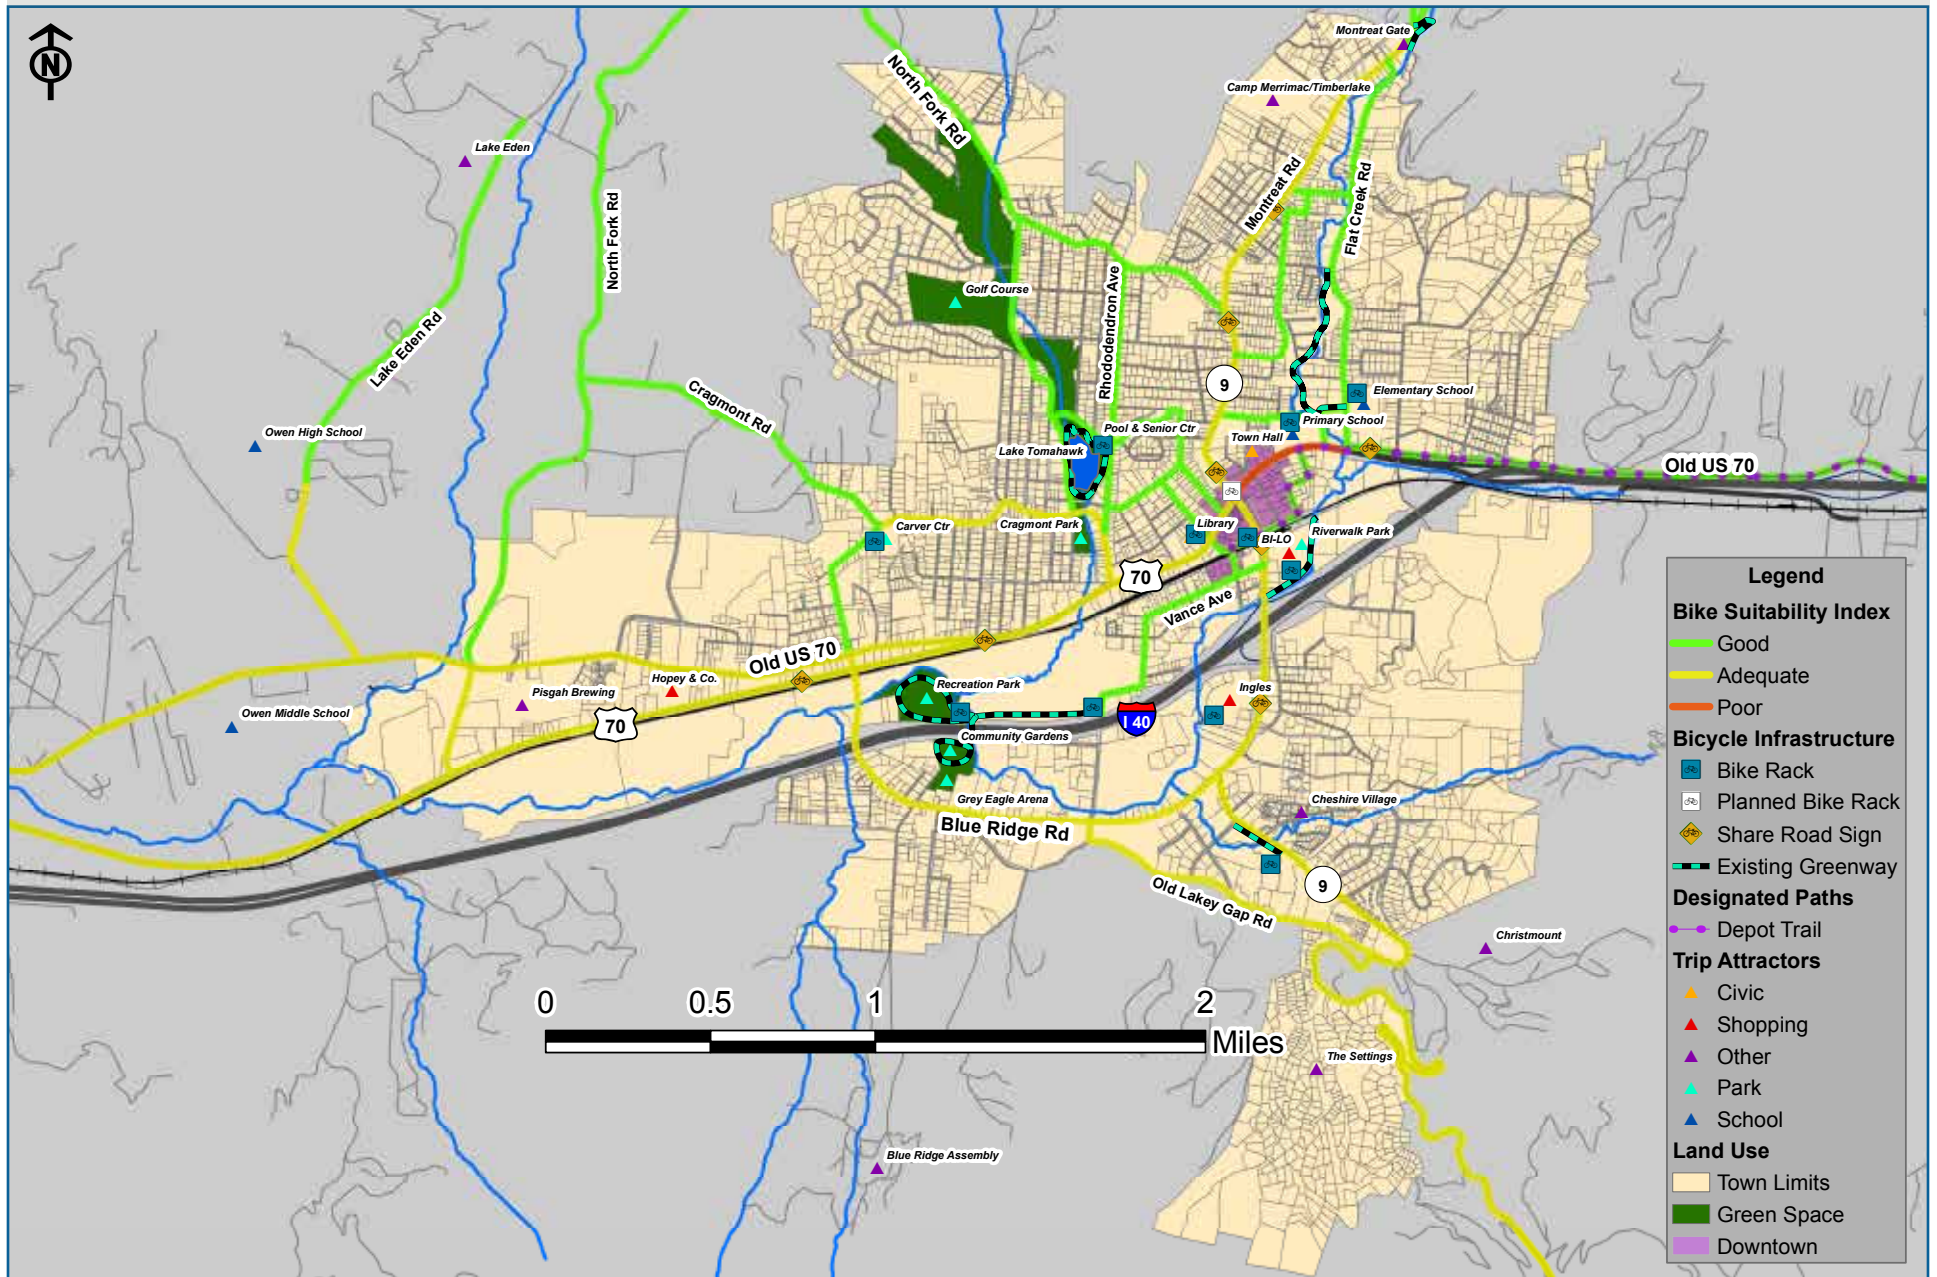 N
Montreat Gate
Camp Merrimac/Timberlake
North Fork Rd
Lake Eden
Montreat Rd
Flat Creek Rd
North Fork Rd
Golf Course
Rhododendron Ave
Lake Eden Rd
9
Cragmont Rd
Elementary School
Primary School
Pool & Senior Ctr
Town Hall
Owen High School
Lake Tomahawk
Old US 70
Carver Ctr
Cragmont Park
Library
BI-LO
Riverwalk Park
70
Vance Ave
Old US 70
Hopey & Co.
Pisgah Brewing
Recreation Park
Ingles
Owen Middle School
70
I 40
Community Gardens
Grey Eagle Arena
Cheshire Village
Blue Ridge Rd
Old Lakey Gap Rd
9
Christmount
0 0.5 1 2
Miles
The Settings
Blue Ridge Assembly
Legend
Bike Suitability Index
Good
Adequate
Poor
Bicycle Infrastructure
Bike Rack
Planned Bike Rack
Share Road Sign
Existing Greenway
Designated Paths
Depot Trail
Trip Attractors
Civic
Shopping
Other
Park
School
Land Use
Town Limits
Green Space
Downtown